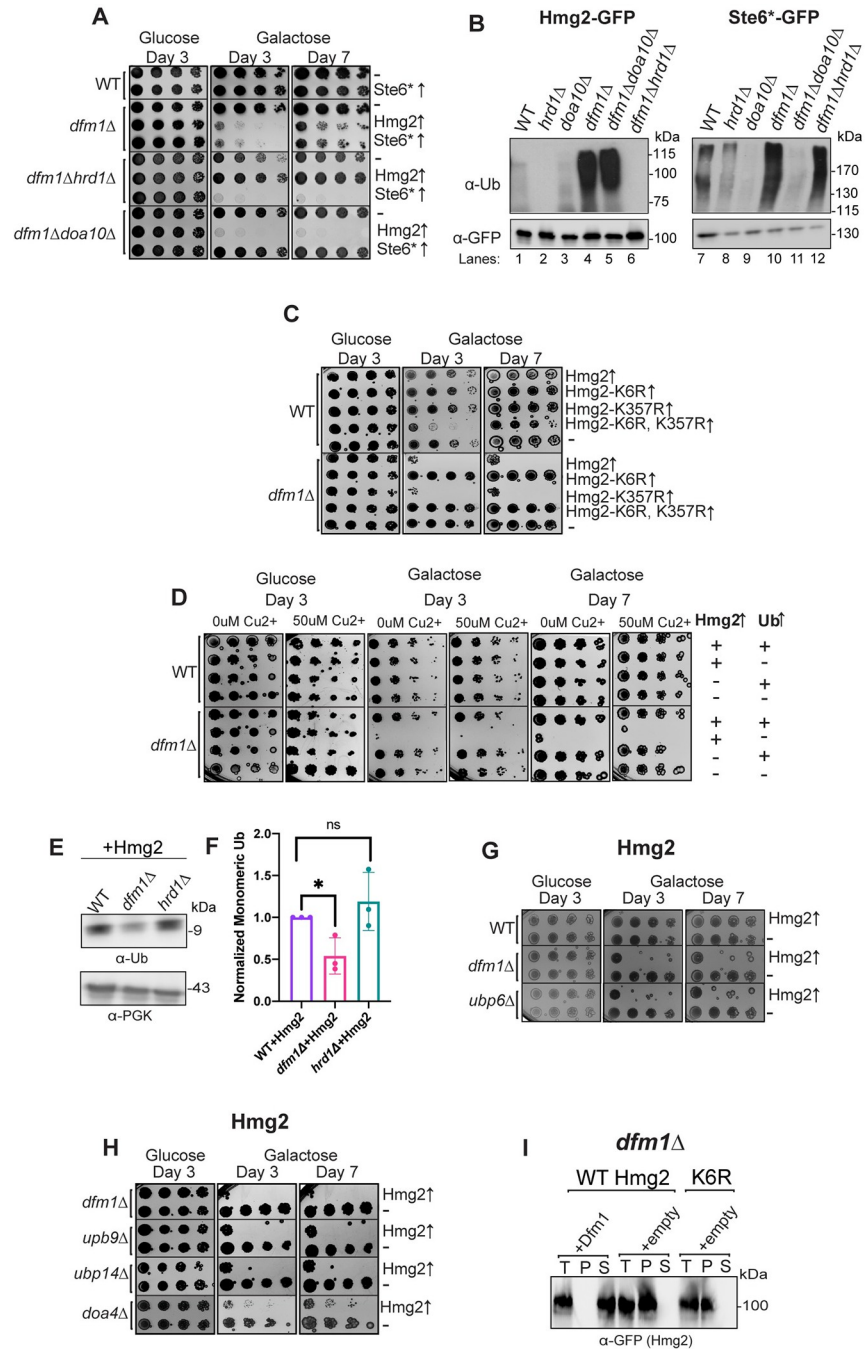 A
Glucose Galactose
Day 3 Day 3 Day 7
WT
-
Ste6*↑
dfm1Δ
-
Hmg2↑
Ste6*↑
dfm1Δhrd1Δ
-
Hmg2↑
Ste6*↑
dfm1Δdoa10Δ
-
Hmg2↑
Ste6*↑
B
Hmg2-GFP Ste6*-GFP
WT hrd1Δ doa10Δ dfm1Δ dfm1Δdoa10Δ dfm1Δhrd1Δ
WT hrd1Δ doa10Δ dfm1Δ dfm1Δdoa10Δ dfm1Δhrd1Δ
kDa kDa
α-Ub
115
100
75
170
130
115
α-GFP
100
130
Lanes: 1 2 3 4 5 6 7 8 9 10 11 12
C
Glucose Galactose
Day 3 Day 3 Day 7
WT
Hmg2↑
Hmg2-K6R↑
Hmg2-K357R↑
Hmg2-K6R, K357R↑
-
dfm1Δ
Hmg2↑
Hmg2-K6R↑
Hmg2-K357R↑
Hmg2-K6R, K357R↑
-
D
Glucose Galactose Galactose
Day 3 Day 3 Day 7
0uM Cu2+ 50uM Cu2+ 0uM Cu2+ 50uM Cu2+ 0uM Cu2+ 50uM Cu2+ Hmg2↑ Ub↑
WT
+ +
+ -
- +
- -
dfm1Δ
+ +
+ -
- +
- -
E
+Hmg2
WT dfm1Δ hrd1Δ
kDa
-9
α-Ub
-43
α-PGK
F
Normalized Monomeric Ub
2.0
1.5
1.0
0.5
0.0
ns
*
WT+Hmg2
dfm1Δ+Hmg2
hrd1Δ+Hmg2
G
Hmg2
Glucose Galactose
Day 3 Day 3 Day 7
WT
Hmg2↑
-
dfm1Δ
Hmg2↑
-
ubp6Δ
Hmg2↑
-
H
Hmg2
Glucose Galactose
Day 3 Day 3 Day 7
dfm1Δ
Hmg2↑
-
upb9Δ
Hmg2↑
-
ubp14Δ
Hmg2↑
-
doa4Δ
Hmg2↑
-
I
dfm1Δ
WT Hmg2 K6R
+Dfm1 +empty +empty
T P S T P S T P S
kDa
-100
α-GFP (Hmg2)